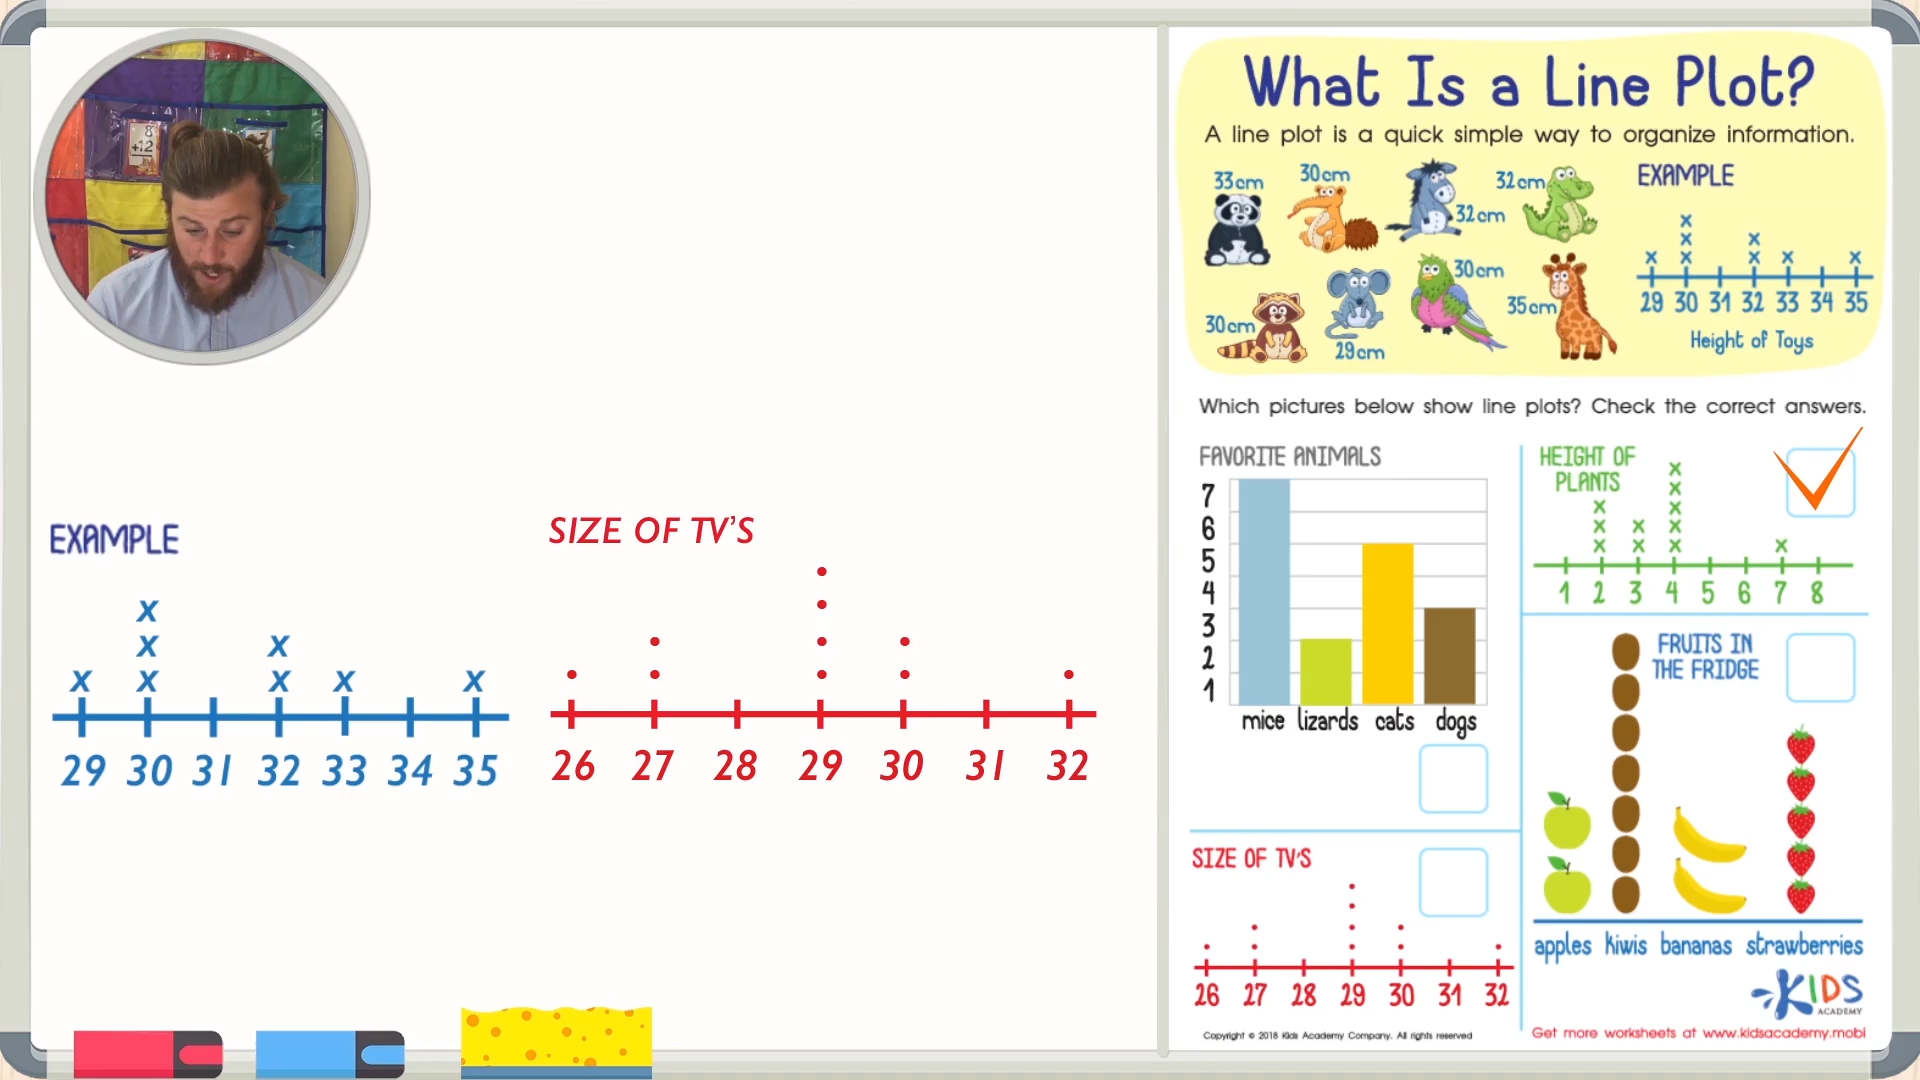 8
+12
EXAMPLE
x
x x
x x x x x
29 30 31 32 33 34 35
SIZE OF TV'S
26 27 28 29 30 31 32
What Is a Line Plot?
A line plot is a quick simple way to organize information.
33cm
30cm
32cm
32cm
30cm
29cm
30cm
35cm
EXAMPLE
x
x x
x x x x x
29 30 31 32 33 34 35
Height of Toys
Which pictures below show line plots? Check the correct answers.
FAVORITE ANIMALS
7
6
5
4
3
2
1
mice lizards cats dogs
HEIGHT OF
PLANTS
x
x
x x
x x x
x x x x
1 2 3 4 5 6 7 8
SIZE OF TV'S
26 27 28 29 30 31 32
FRUITS IN
THE FRIDGE
apples kiwis bananas strawberries
KIDS
ACADEMY
Copyright © 2018 Kids Academy Company. All rights reserved
Get more worksheets at www.kidsacademy.mobi